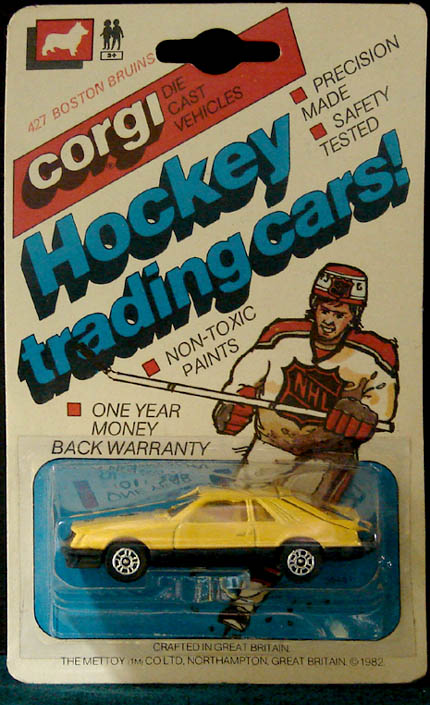 3+
427 BOSTON BRUINS
corgi
DIE
CAST
VEHICLES
PRECISION
MADE
SAFETY
TESTED
Hockey
trading cars!
NON-TOXIC
PAINTS
NHL
ONE YEAR
MONEY
BACK WARRANTY
CRAFTED IN GREAT BRITAIN.
THE METTOY (TM) CO LTD, NORTHAMPTON, GREAT BRITAIN, © 1982